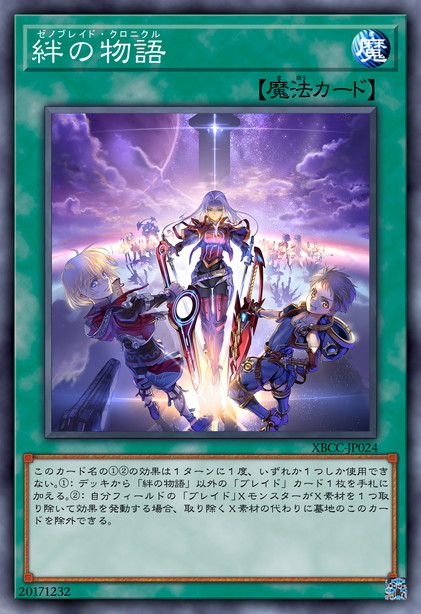 ゼノブレイド・クロニクル
絆の物語
魔
【魔法カード】
XBCC-JP024
このカード名の①②の効果は1ターンに1度、いずれか1つしか使用でき
ない。①：デッキから「絆の物語」以外の「ブレイド」カード1枚を手札に
加える。②：自分フィールドの「ブレイド」XモンスターがX素材を1つ取
り除いて効果を発動する場合、取り除くX素材の代わりに墓地のこのカー
ドを除外できる。
20171232